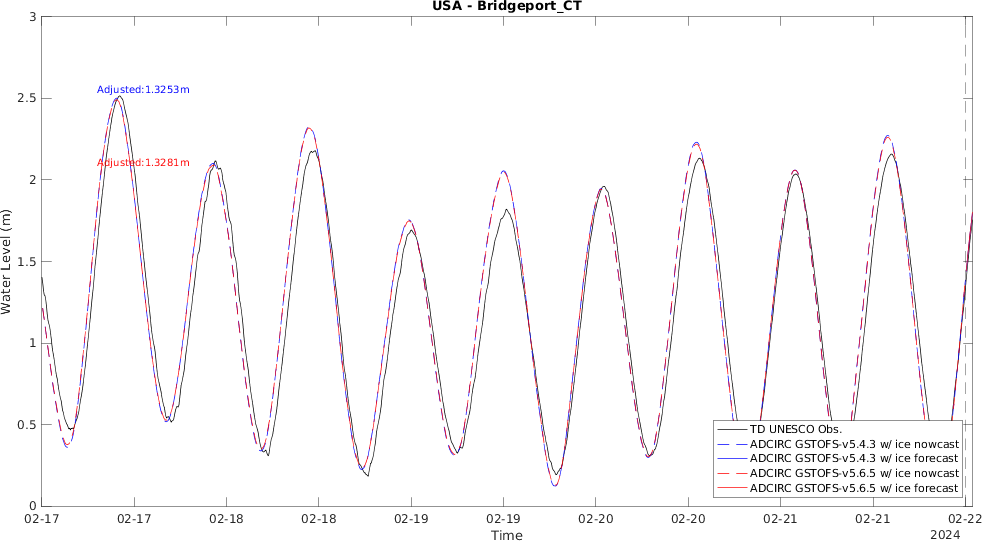 USA - Bridgeport_CT
3
2.5
2
1.5
1
0.5
0
Water Level (m)
Adjusted:1.3253m
Adjusted:1.3281m
TD UNESCO Obs.
ADCIRC GSTOFS-v5.4.3 w/ ice nowcast
ADCIRC GSTOFS-v5.4.3 w/ ice forecast
ADCIRC GSTOFS-v5.6.5 w/ ice nowcast
ADCIRC GSTOFS-v5.6.5 w/ ice forecast
02-17 02-17 02-18 02-18 02-19 02-19 02-20 02-20 02-21 02-21 02-22
Time
2024